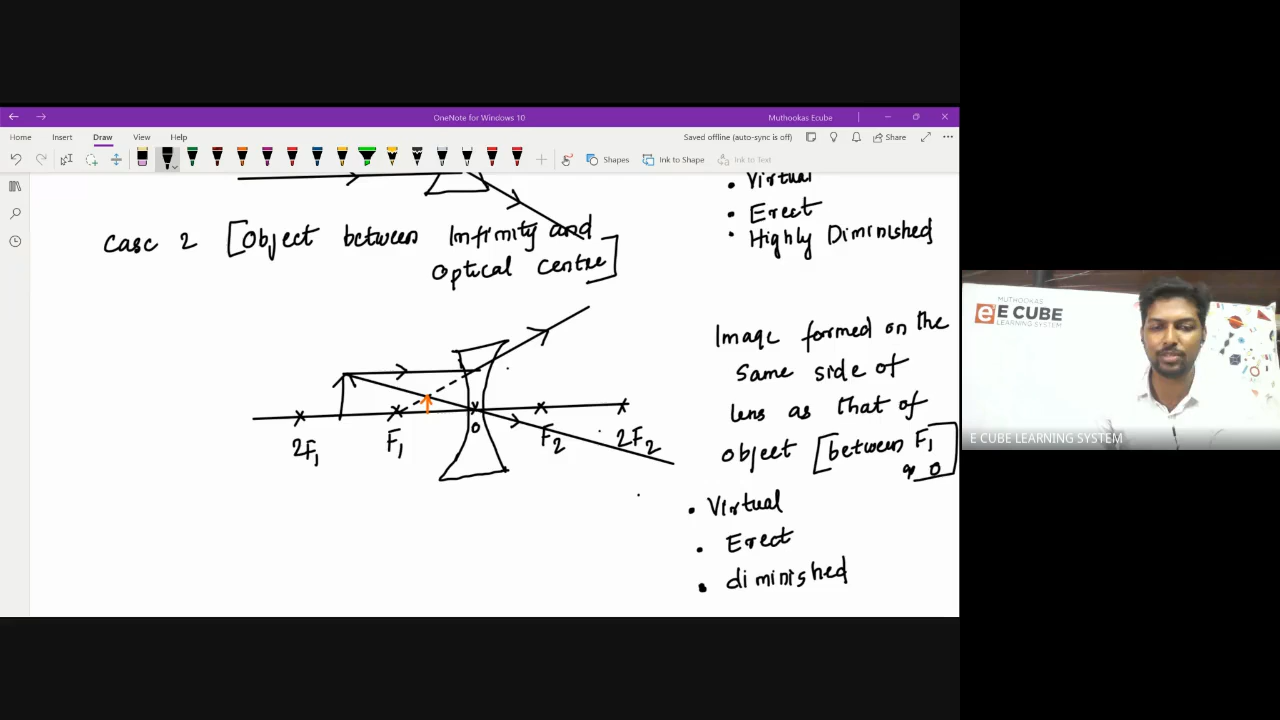 OneNote for Windows 10
Muthookas Ecube
Home Insert Draw View Help
Saved offline (auto-sync is off)
Share
Shapes
Ink to Shape
Ink to Text
• Virtual
• Erect
• Highly Diminished
Case 2 [Object between Infinity and
Optical centre]
2F1 F1 O F2 2F2
Image formed on the
same side of
lens as that of
object [between F1
& O]
• Virtual
• Erect
• diminished
MUTHOOKAS
E CUBE
LEARNING SYSTEM
E CUBE LEARNING SYSTEM